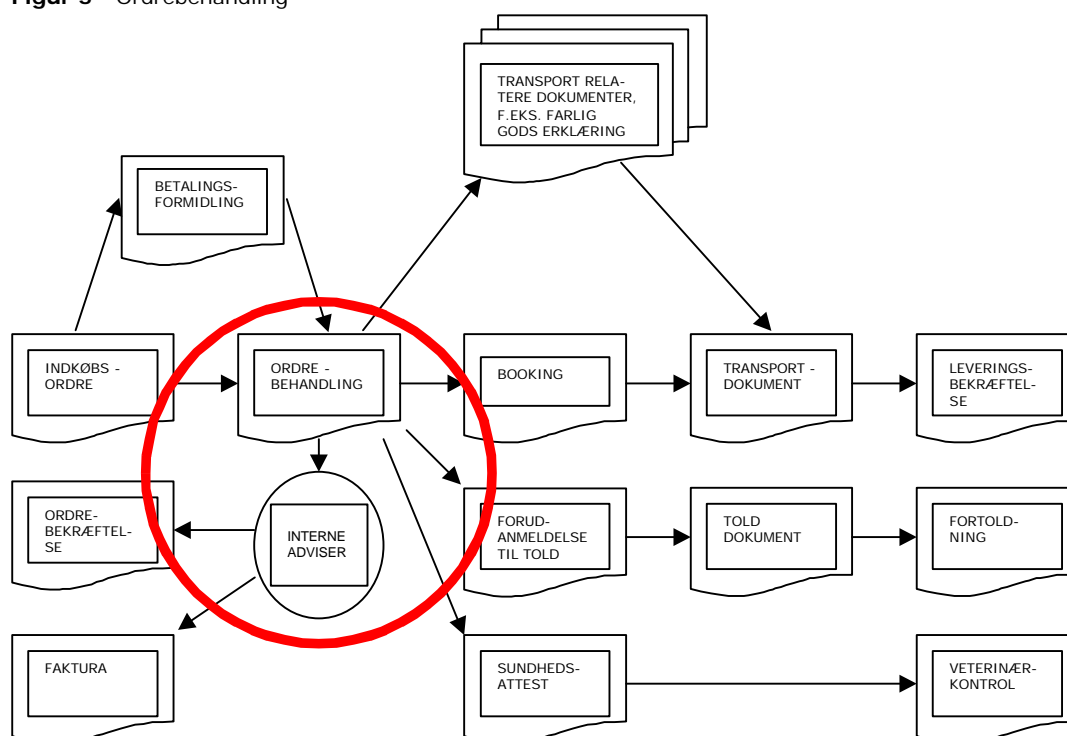 Figur 3 Ordrebehandling
TRANSPORT RELA-
TERE DOKUMENTER,
F.EKS. FARLIG
GODS ERKLÆRING
BETALINGS-
FORMIDLING
INDKØBS -
ORDRE
ORDRE -
BEHANDLING
BOOKING
TRANSPORT -
DOKUMENT
LEVERINGS-
BEKRÆFTEL-
SE
ORDRE-
BEKRÆFTEL-
SE
INTERNE
ADVISER
FORUD-
ANMELDELSE
TIL TOLD
TOLD
DOKUMENT
FORTOLD-
NING
FAKTURA
SUNDHEDS-
ATTEST
VETERINÆR-
KONTROL